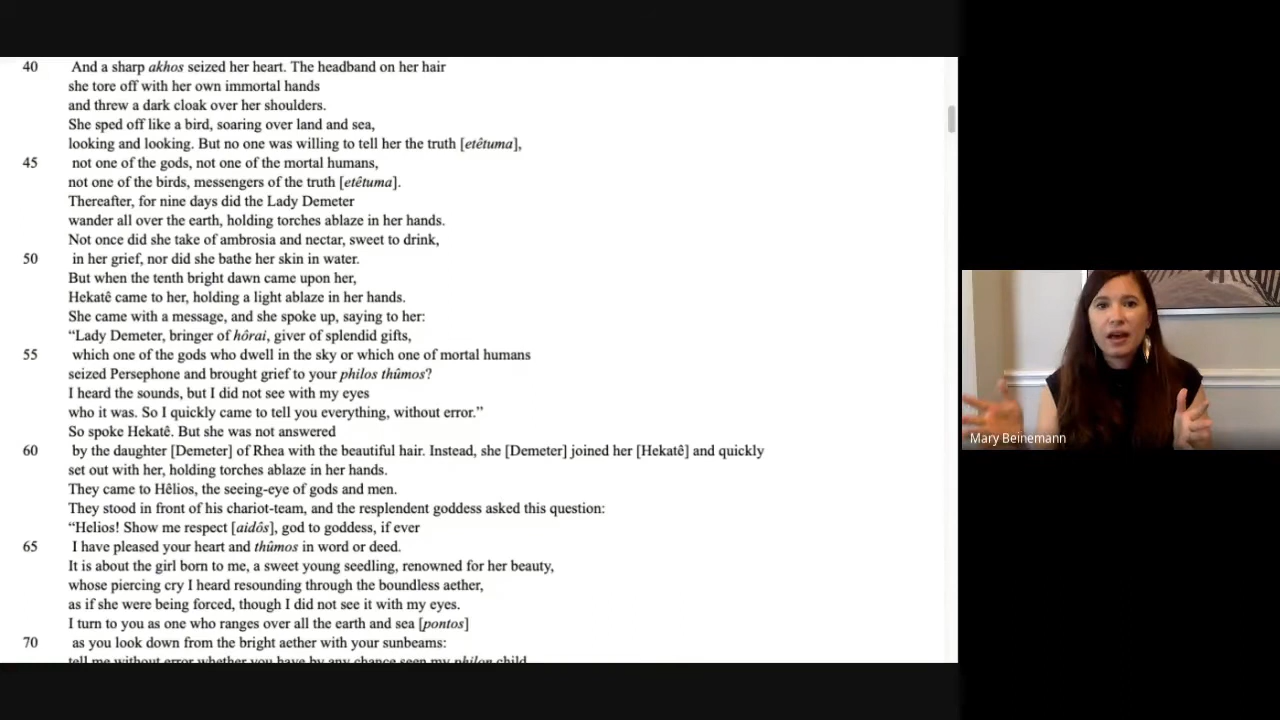 40 And a sharp akhos seized her heart. The headband on her hair
she tore off with her own immortal hands
and threw a dark cloak over her shoulders.
She sped off like a bird, soaring over land and sea,
looking and looking. But no one was willing to tell her the truth [etêtuma],
45 not one of the gods, not one of the mortal humans,
not one of the birds, messengers of the truth [etêtuma].
Thereafter, for nine days did the Lady Demeter
wander all over the earth, holding torches ablaze in her hands.
Not once did she take of ambrosia and nectar, sweet to drink,
50 in her grief, nor did she bathe her skin in water.
But when the tenth bright dawn came upon her,
Hekatê came to her, holding a light ablaze in her hands.
She came with a message, and she spoke up, saying to her:
“Lady Demeter, bringer of hôrai, giver of splendid gifts,
55 which one of the gods who dwell in the sky or which one of mortal humans
seized Persephone and brought grief to your philos thûmos?
I heard the sounds, but I did not see with my eyes
who it was. So I quickly came to tell you everything, without error.”
So spoke Hekatê. But she was not answered
60 by the daughter [Demeter] of Rhea with the beautiful hair. Instead, she [Demeter] joined her [Hekatê] and quickly
set out with her, holding torches ablaze in her hands.
They came to Hêlios, the seeing-eye of gods and men.
They stood in front of his chariot-team, and the resplendent goddess asked this question:
“Helios! Show me respect [aidôs], god to goddess, if ever
65 I have pleased your heart and thûmos in word or deed.
It is about the girl born to me, a sweet young seedling, renowned for her beauty,
whose piercing cry I heard resounding through the boundless aether,
as if she were being forced, though I did not see it with my eyes.
I turn to you as one who ranges over all the earth and sea [pontos]
70 as you look down from the bright aether with your sunbeams:
tell me without error whether you have by any chance seen my philon child
Mary Beinemann